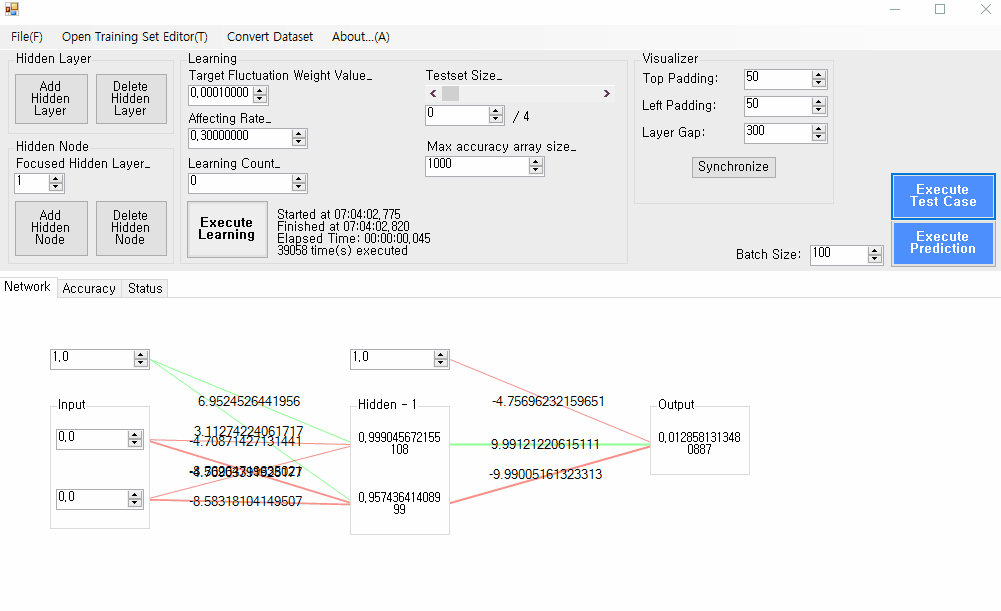 File(F) Open Training Set Editor(T) Convert Dataset About...(A)
Hidden Layer
Add
Hidden
Layer
Delete
Hidden
Layer
Hidden Node
Focused Hidden Layer_
1
Add
Hidden
Node
Delete
Hidden
Node
Learning
Target Fluctuation Weight Value_
0.00010000
Affecting Rate_
0.30000000
Learning Count_
0
Execute
Learning
Started at 07:04:02.775
Finished at 07:04:02.820
Elapsed Time: 00:00:00.045
39058 time(s) executed
Testset Size_
0 / 4
Max accuracy array size_
1000
Visualizer
Top Padding: 50
Left Padding: 50
Layer Gap: 300
Synchronize
Execute
Test Case
Execute
Prediction
Batch Size: 100
Network Accuracy Status
1.0
Input
0.0
0.0
6.9524526441956
3.11274224061717
-4.70871427131441
-8.58318104149507
1.0
Hidden - 1
0.999045672155
108
0.957436414089
99
-4.75696232159651
9.99121220615111
-9.99005161323313
Output
0.012858131348
0887